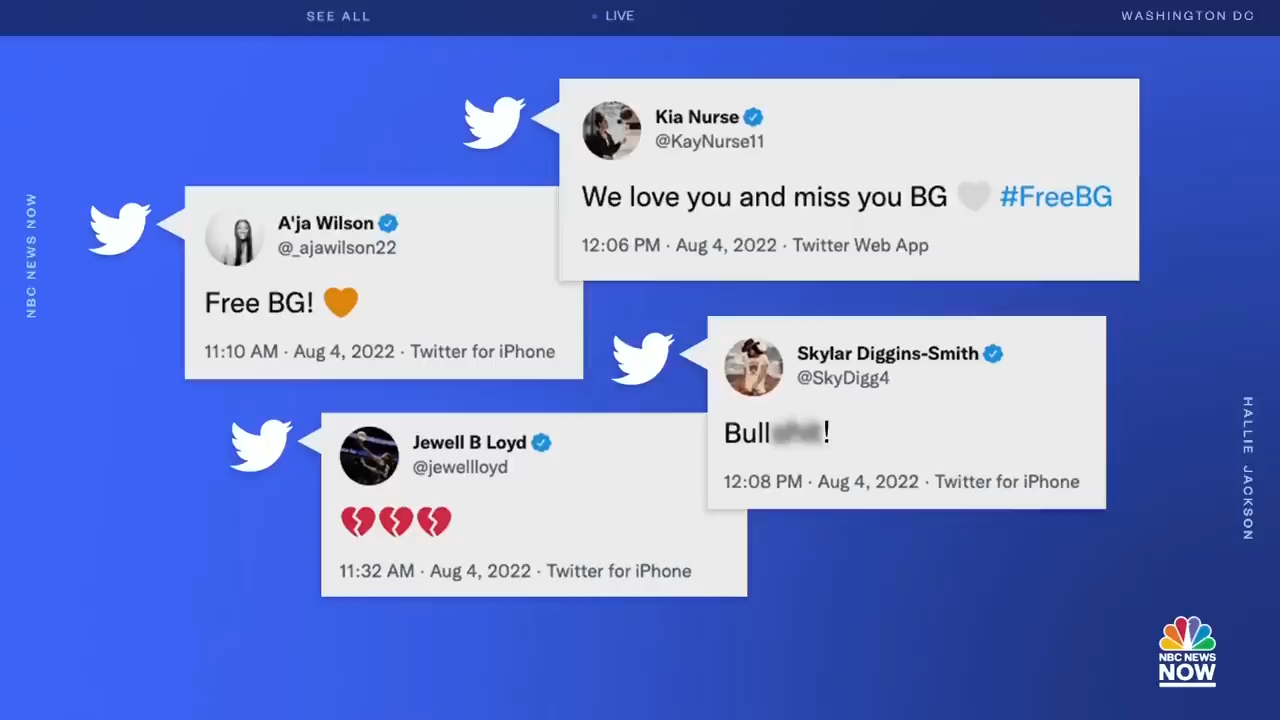 SEE ALL
LIVE
WASHINGTON DC
NBC NEWS NOW
Kia Nurse
@KayNurse11
We love you and miss you BG 🤍 #FreeBG
12:06 PM · Aug 4, 2022 · Twitter Web App
A'ja Wilson
@_ajawilson22
Free BG! 🧡
11:10 AM · Aug 4, 2022 · Twitter for iPhone
Skylar Diggins-Smith
@SkyDigg4
Bull !
12:08 PM · Aug 4, 2022 · Twitter for iPhone
Jewell B Loyd
@jewellloyd
💔💔💔
11:32 AM · Aug 4, 2022 · Twitter for iPhone
HALLIE JACKSON
NBC NEWS
NOW